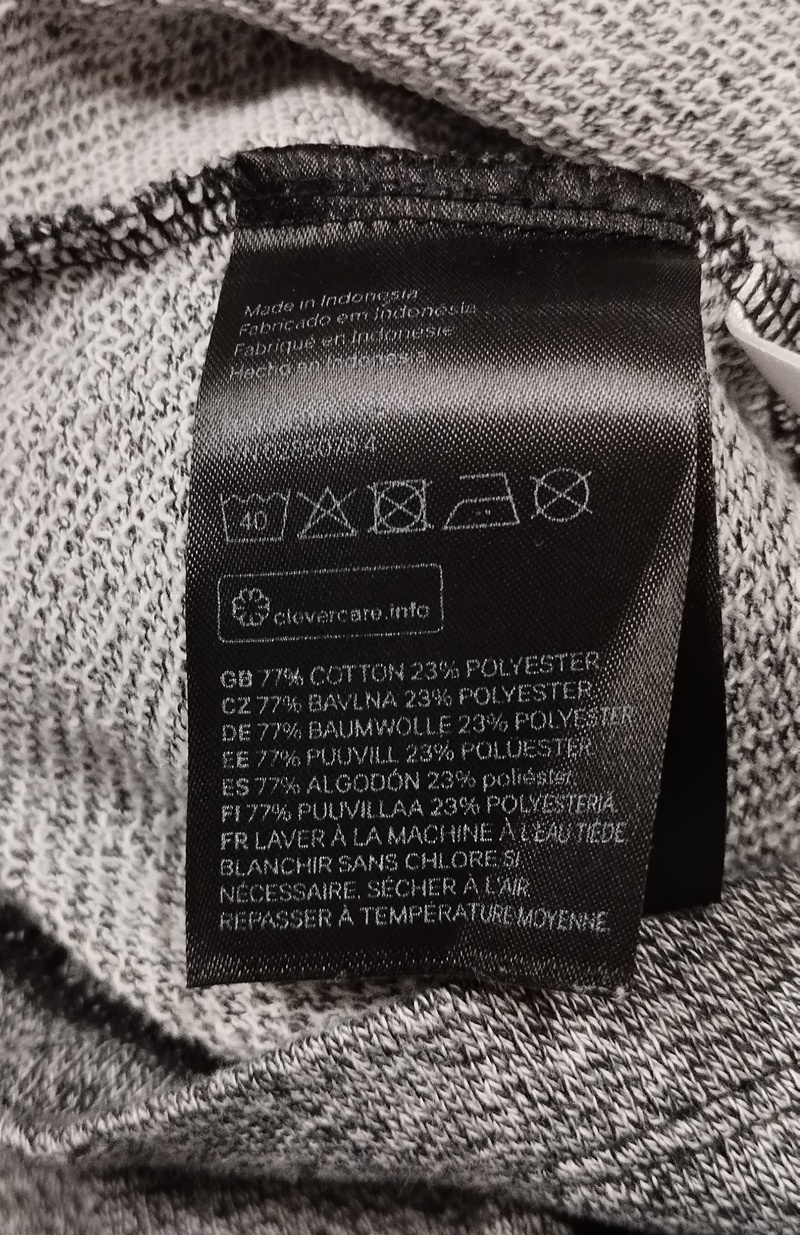 Made in Indonesia
Fabricado em Indonésia
Fabriqué en Indonesie
Hecho en Indonesia
40
clevercare.info
GB 77% COTTON 23% POLYESTER
CZ 77% BAVLNA 23% POLYESTER
DE 77% BAUMWOLLE 23% POLYESTER
EE 77% PUUVILL 23% POLÜESTER
ES 77% ALGODÓN 23% poliéster
FI 77% PUUVILLAA 23% POLYESTERIA
FR LAVER À LA MACHINE À L'EAU TIÈDE
BLANCHIR SANS CHLORE SI
NÉCESSAIRE. SÉCHER À L'AIR
REPASSER À TEMPÉRATURE MOYENNE